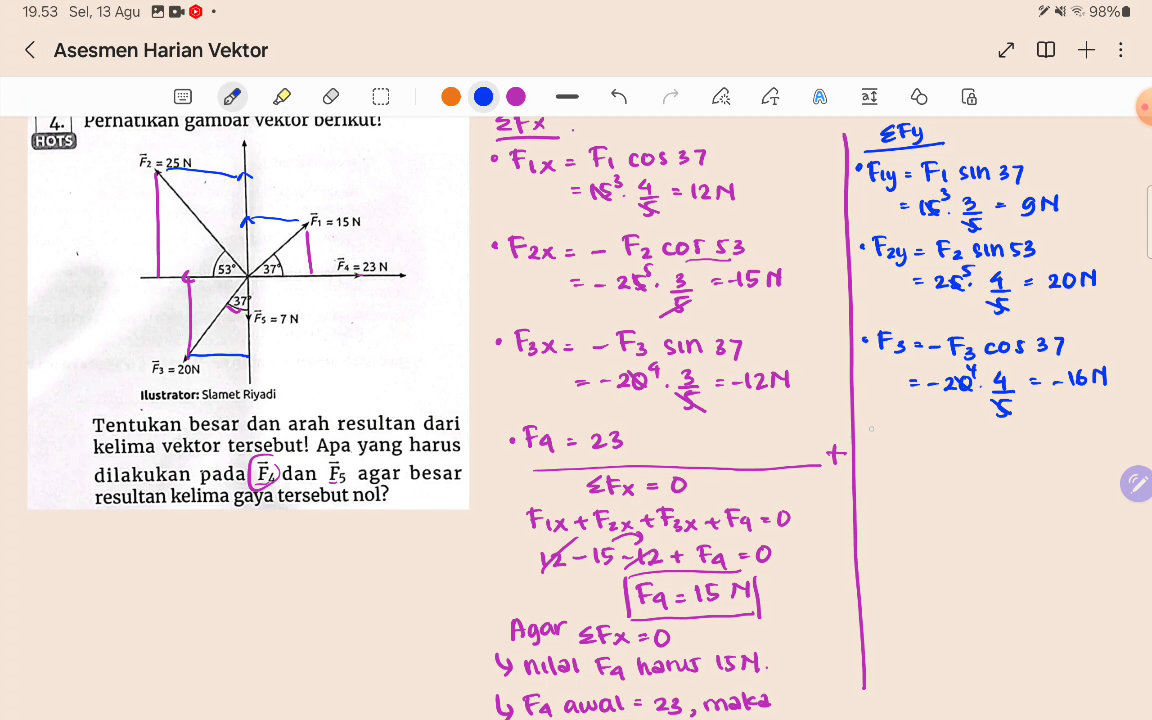 19.53 Sel, 13 Agu
98%
Asesmen Harian Vektor
4. Perhatikan gambar vektor berikut!
HOTS
F₂ = 25 N
F₁ = 15 N
53°
37°
F₄ = 23 N
37°
F₅ = 7 N
F₃ = 20N
Ilustrator: Slamet Riyadi
Tentukan besar dan arah resultan dari
kelima vektor tersebut! Apa yang harus
dilakukan pada F₄ dan F₅ agar besar
resultan kelima gaya tersebut nol?
ΣFx
• F1x = F1 cos 37
= 15³ . 4/5 = 12 N
• F2x = - F2 cos 53
= - 25⁵ . 3/5 = -15 N
• F3x = - F3 sin 37
= - 20⁴ . 3/5 = -12 N
• F4 = 23
+
ΣFx = 0
F1x + F2x + F3x + F4 = 0
12 - 15 - 12 + F4 = 0
F4 = 15 N
Agar ΣFx = 0
↳ nilai F4 harus 15 N.
↳ F4 awal = 23, maka
ΣFy
• F1y = F1 sin 37
= 15³ . 3/5 = 9 N
• F2y = F2 sin 53
= 25⁵ . 4/5 = 20 N
• F3 = - F3 cos 37
= - 20⁴ . 4/5 = - 16 N